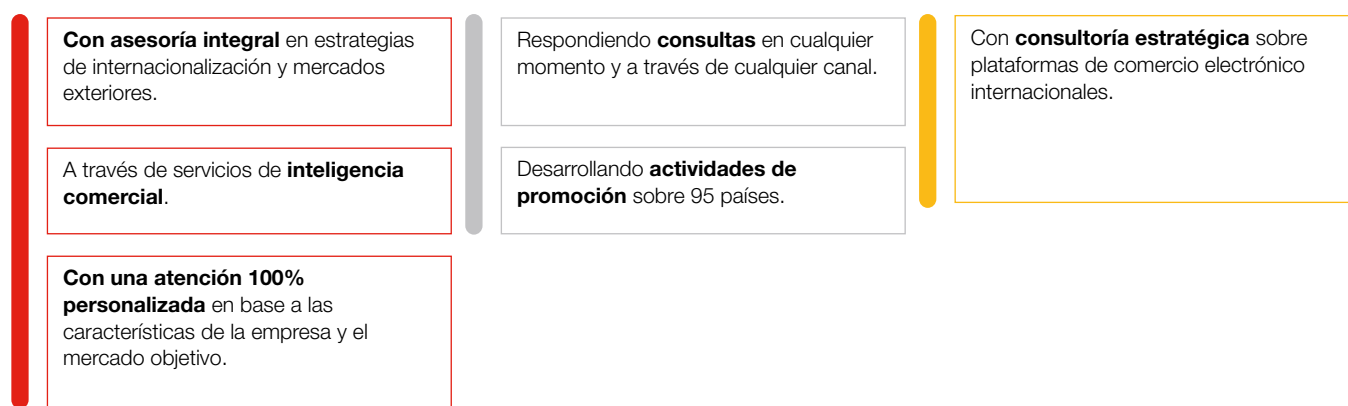 Con asesoría integral en estrategias
de internacionalización y mercados
exteriores.
A través de servicios de inteligencia
comercial.
Con una atención 100%
personalizada en base a las
características de la empresa y el
mercado objetivo.
Respondiendo consultas en cualquier
momento y a través de cualquier canal.
Desarrollando actividades de
promoción sobre 95 países.
Con consultoría estratégica sobre
plataformas de comercio electrónico
internacionales.